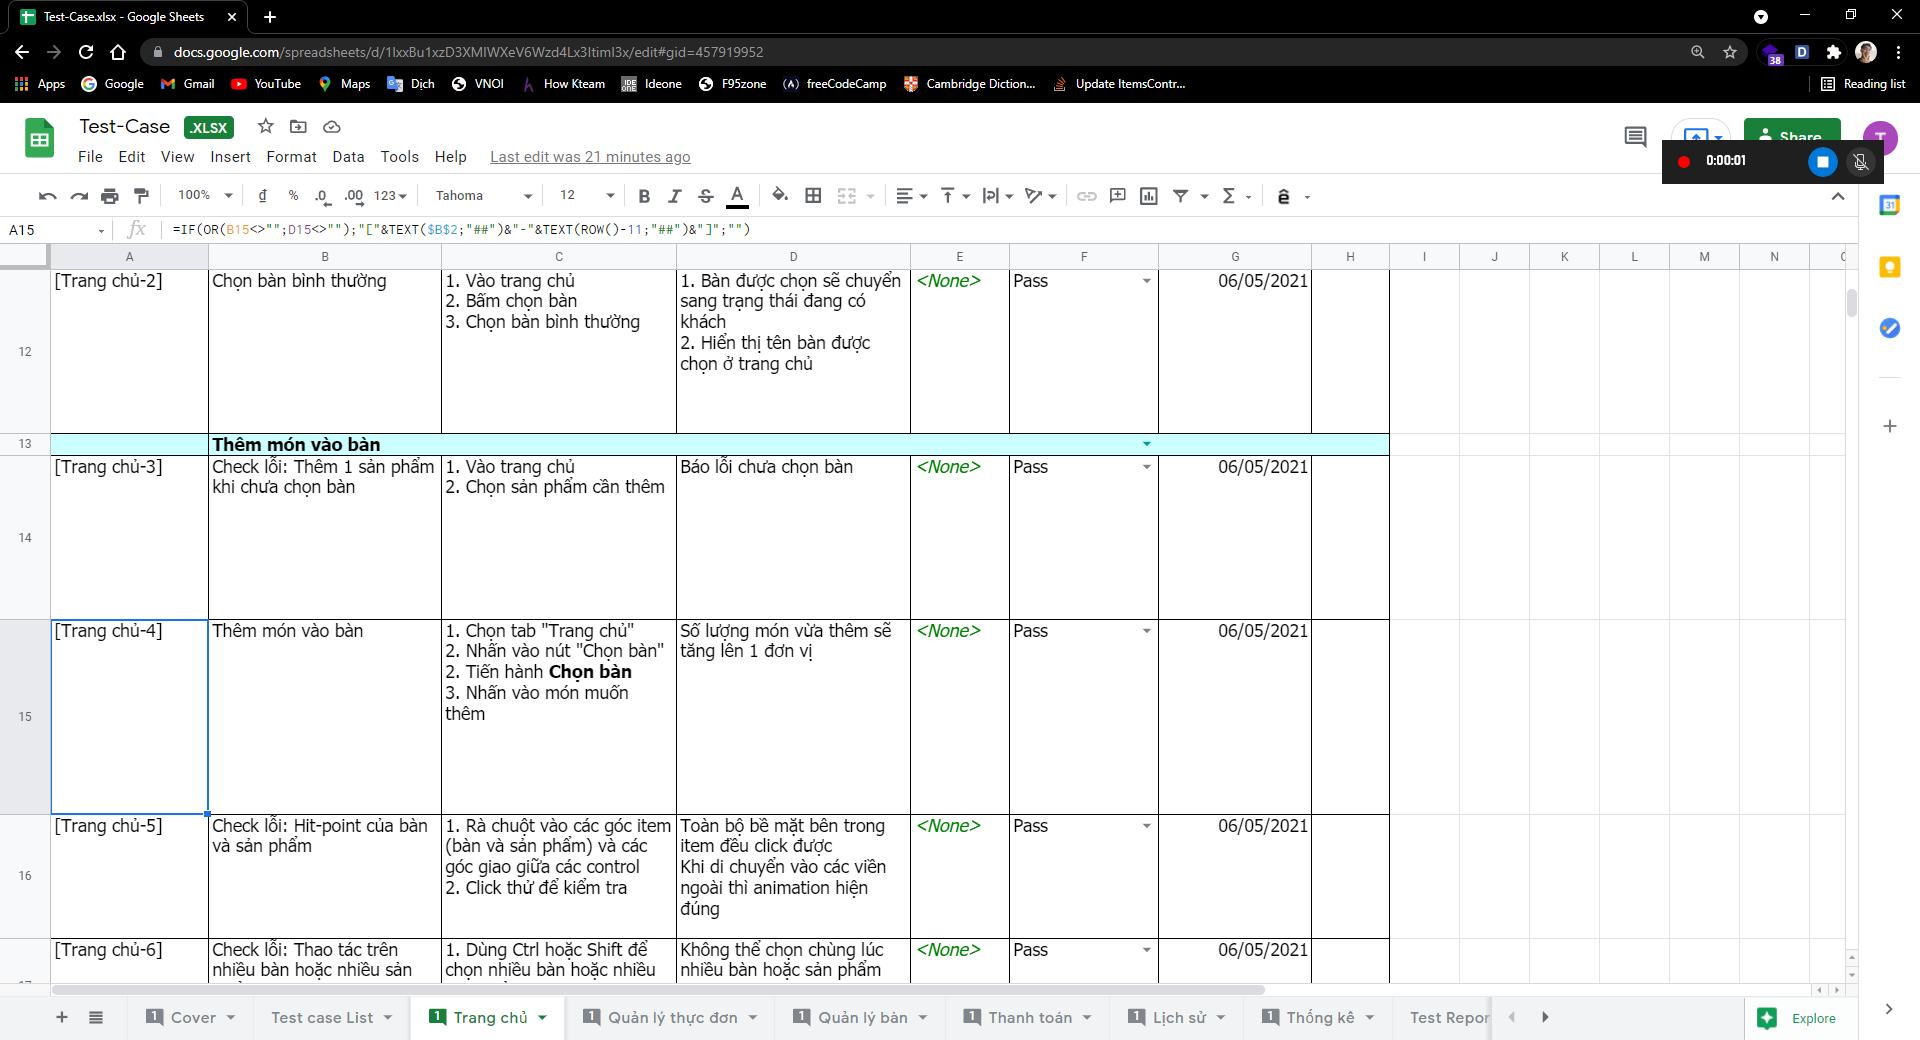 Test-Case.xlsx - Google Sheets
docs.google.com/spreadsheets/d/1lxxBu1xzD3XMIWXeV6Wzd4Lx3ltimI3x/edit#gid=457919952
38
Apps Google Gmail YouTube Maps Dịch VNOI How Kteam Ideone F95zone freeCodeCamp Cambridge Diction... Update ItemsContr... Reading list
Test-Case .XLSX
File Edit View Insert Format Data Tools Help Last edit was 21 minutes ago
Share
T
0:00:01
100% ₫ % .0 .00 123 Tahoma 12 B I S A
31
A15 fx =IF(OR(B15<>"";D15<>"");"["&TEXT($B$2;"##")&"-"&TEXT(ROW()-11;"##")&"]";"")
A B C D E F G H I J K L M N
12
[Trang chủ-2]
Chọn bàn bình thường
1. Vào trang chủ
2. Bấm chọn bàn
3. Chọn bàn bình thường
1. Bàn được chọn sẽ chuyển
sang trạng thái đang có
khách
2. Hiển thị tên bàn được
chọn ở trang chủ
<None>
Pass
06/05/2021
13
Thêm món vào bàn
14
[Trang chủ-3]
Check lỗi: Thêm 1 sản phẩm
khi chưa chọn bàn
1. Vào trang chủ
2. Chọn sản phẩm cần thêm
Báo lỗi chưa chọn bàn
<None>
Pass
06/05/2021
15
[Trang chủ-4]
Thêm món vào bàn
1. Chọn tab "Trang chủ"
2. Nhấn vào nút "Chọn bàn"
2. Tiến hành Chọn bàn
3. Nhấn vào món muốn
thêm
Số lượng món vừa thêm sẽ
tăng lên 1 đơn vị
<None>
Pass
06/05/2021
16
[Trang chủ-5]
Check lỗi: Hit-point của bàn
và sản phẩm
1. Rà chuột vào các góc item
(bàn và sản phẩm) và các
góc giao giữa các control
2. Click thử để kiểm tra
Toàn bộ bề mặt bên trong
item đều click được
Khi di chuyển vào các viền
ngoài thì animation hiện
đúng
<None>
Pass
06/05/2021
[Trang chủ-6]
Check lỗi: Thao tác trên
nhiều bàn hoặc nhiều sản
1. Dùng Ctrl hoặc Shift để
chọn nhiều bàn hoặc nhiều
Không thể chọn chùng lúc
nhiều bàn hoặc sản phẩm
<None>
Pass
06/05/2021
1 Cover Test case List 1 Trang chủ 1 Quản lý thực đơn 1 Quản lý bàn 1 Thanh toán 1 Lịch sử 1 Thống kê Test Repor
Explore